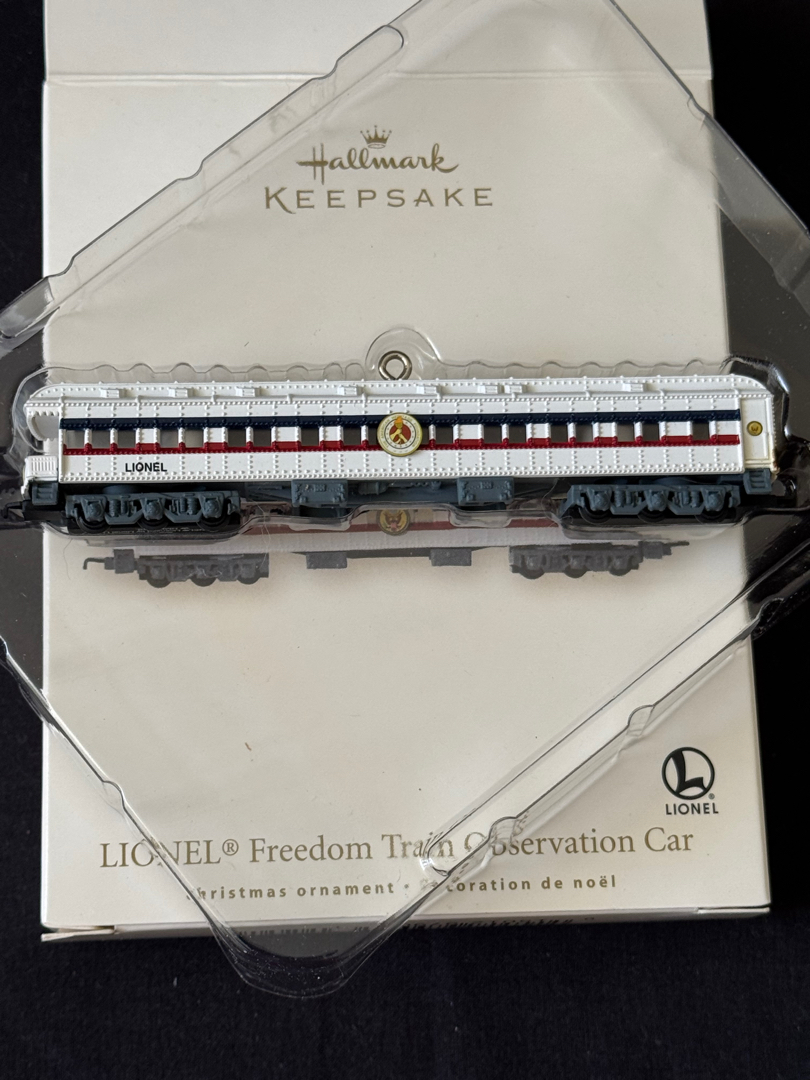 Hallmark
KEEPSAKE
LIONEL
L
®
LIONEL
LIONEL® Freedom Train Observation Car
christmas ornament • décoration de noël